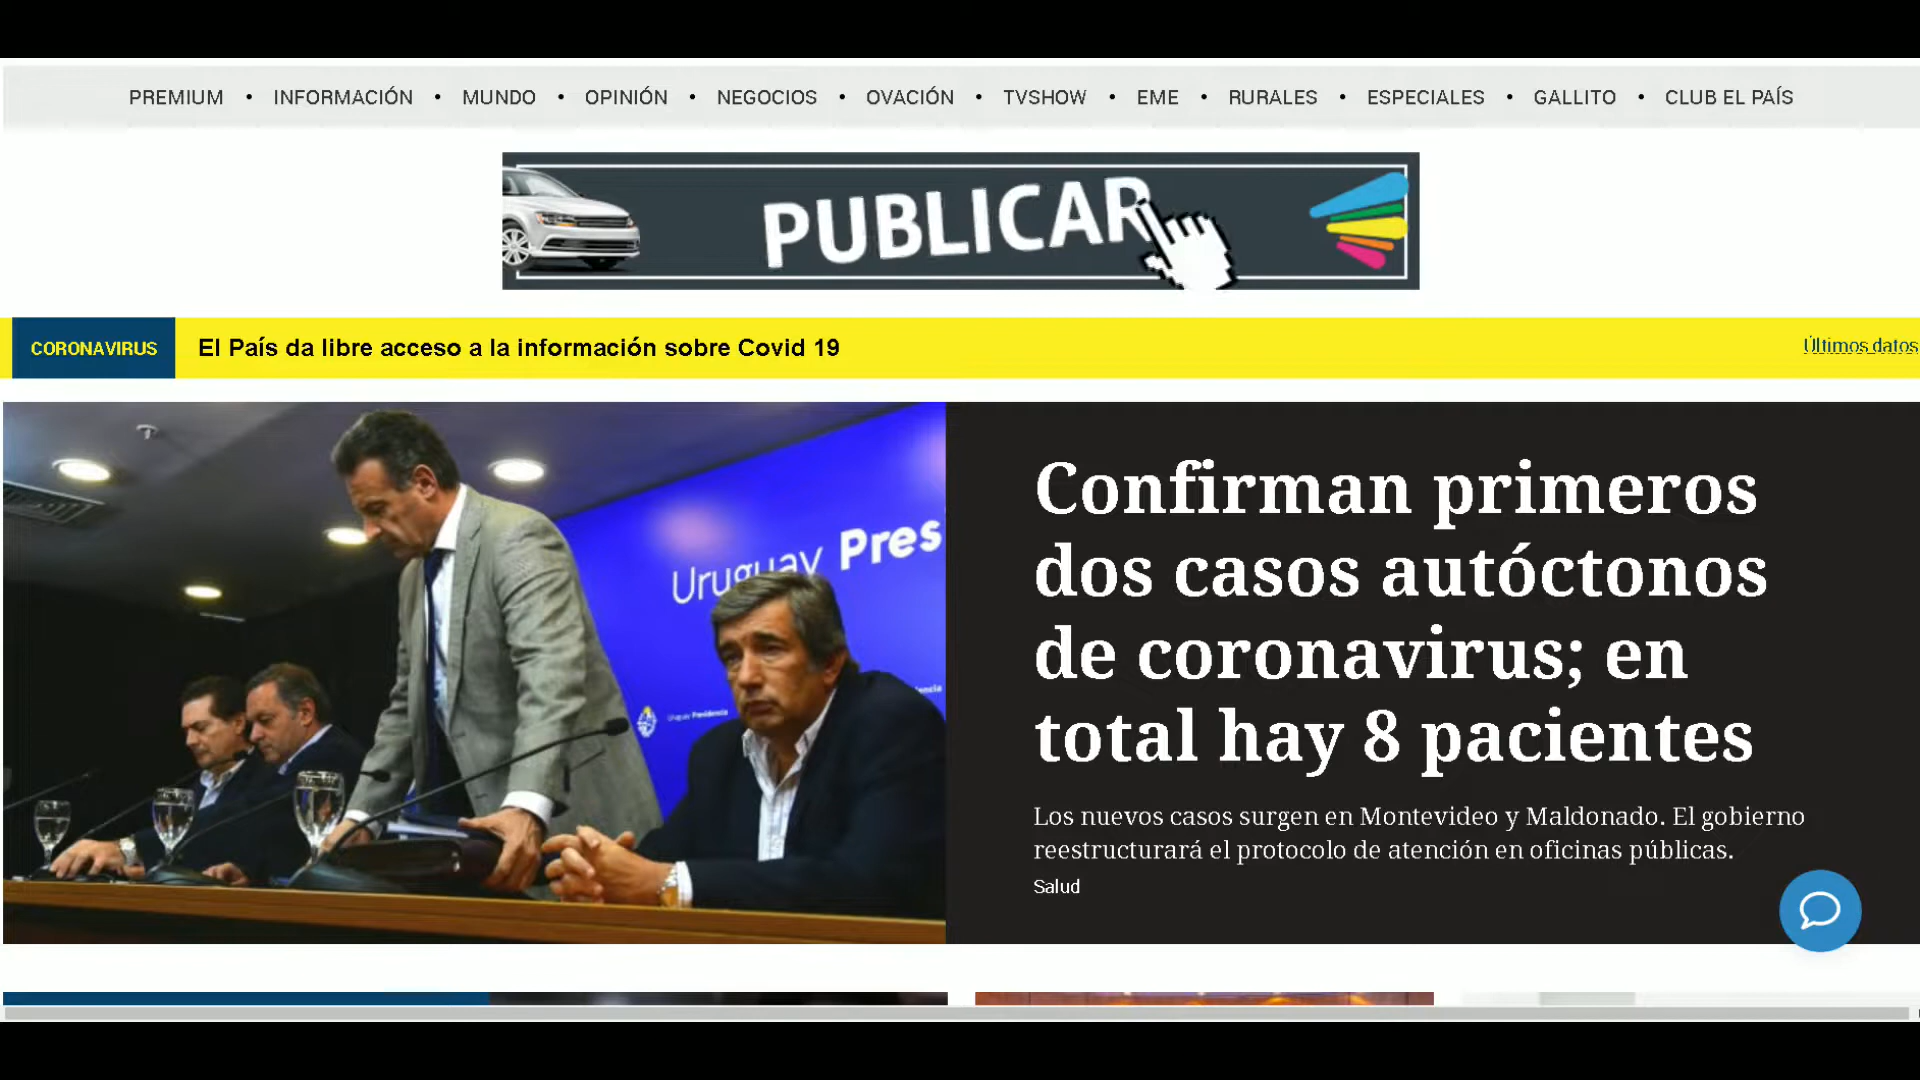 PREMIUM • INFORMACIÓN • MUNDO • OPINIÓN • NEGOCIOS • OVACIÓN • TVSHOW • EME • RURALES • ESPECIALES • GALLITO • CLUB EL PAÍS
PUBLICAR
CORONAVIRUS El País da libre acceso a la información sobre Covid 19 Últimos datos
Uruguay Pres
Uruguay Presidencia
Confirman primeros
dos casos autóctonos
de coronavirus; en
total hay 8 pacientes
Los nuevos casos surgen en Montevideo y Maldonado. El gobierno
reestructurará el protocolo de atención en oficinas públicas.
Salud